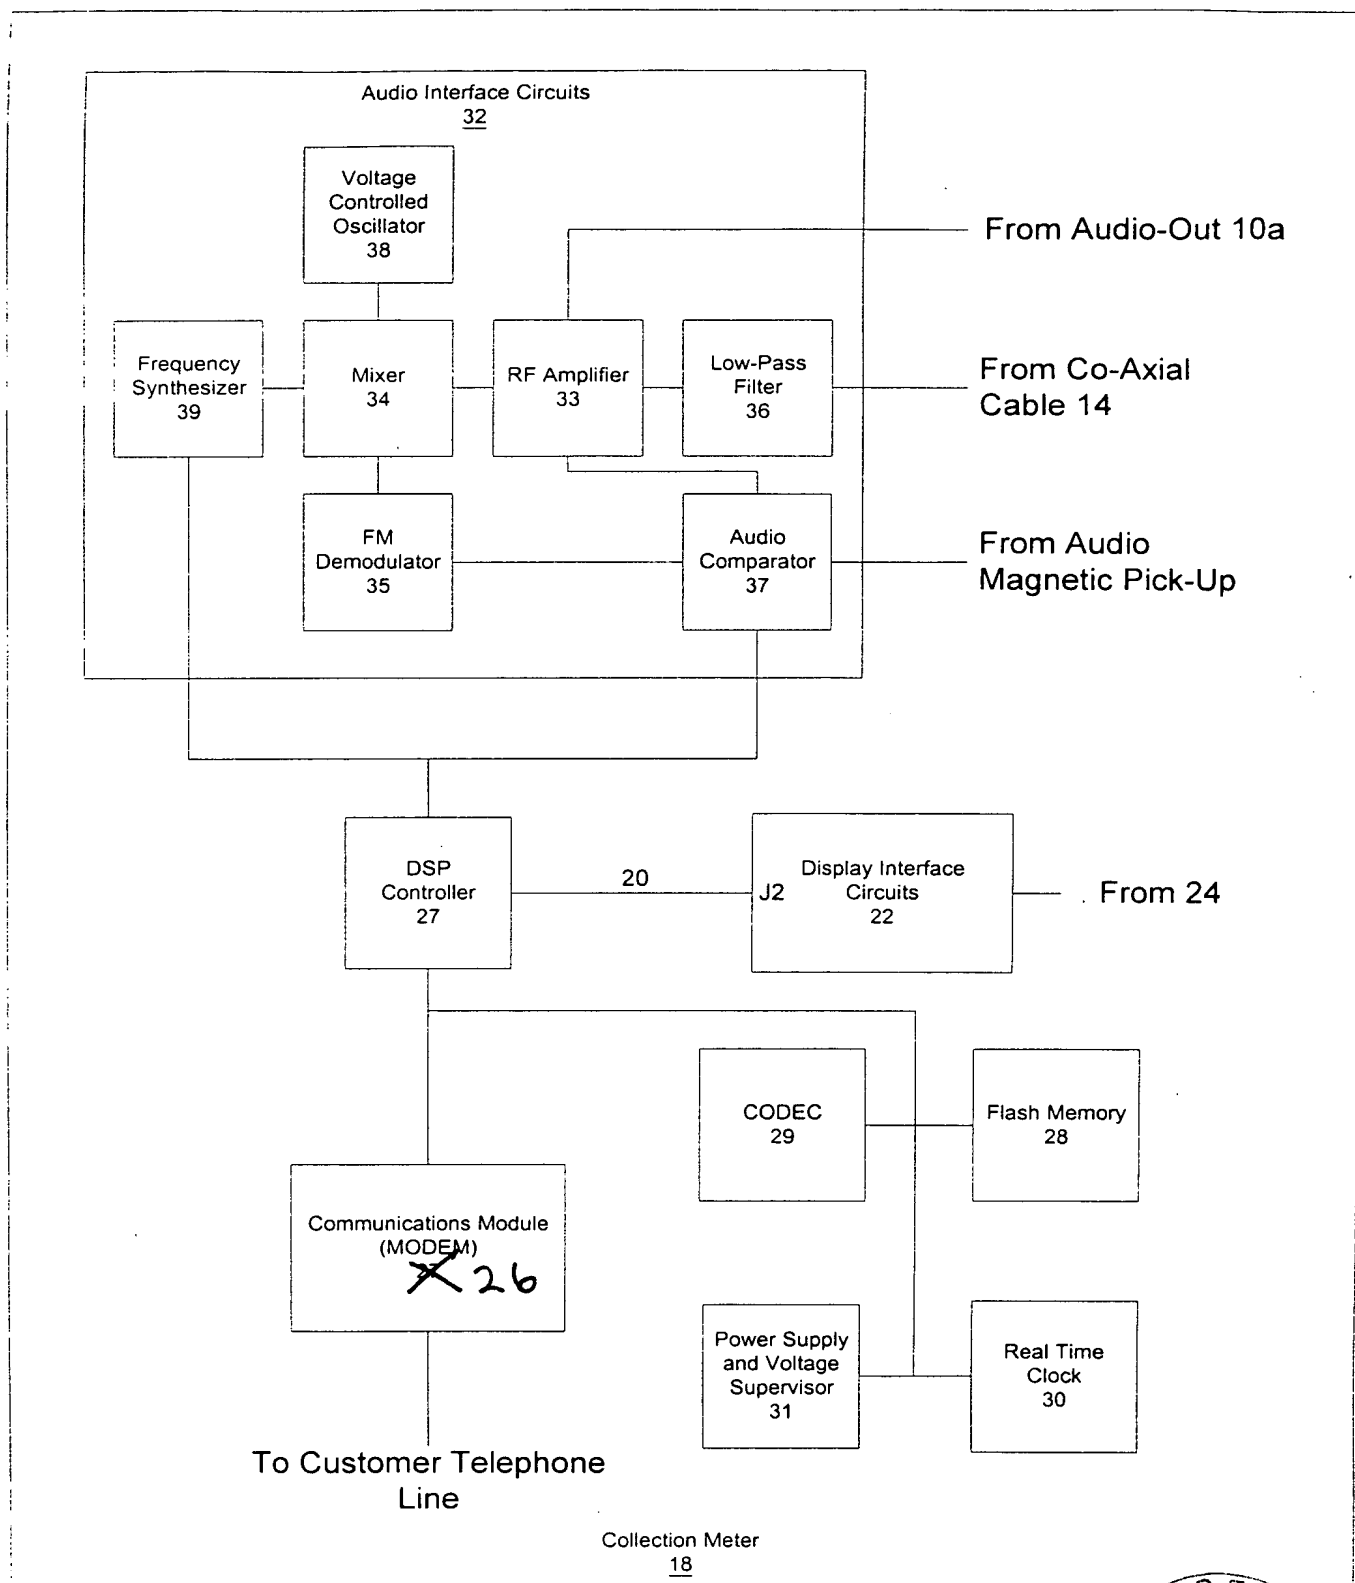 Audio Interface Circuits
32
Voltage
Controlled
Oscillator
38
From Audio-Out 10a
Frequency
Synthesizer
39
Mixer
34
RF Amplifier
33
Low-Pass
Filter
36
From Co-Axial
Cable 14
FM
Demodulator
35
Audio
Comparator
37
From Audio
Magnetic Pick-Up
DSP
Controller
27
20
J2
Display Interface
Circuits
22
From 24
CODEC
29
Flash Memory
28
Communications Module
(MODEM)
26
Power Supply
and Voltage
Supervisor
31
Real Time
Clock
30
To Customer Telephone
Line
Collection Meter
18